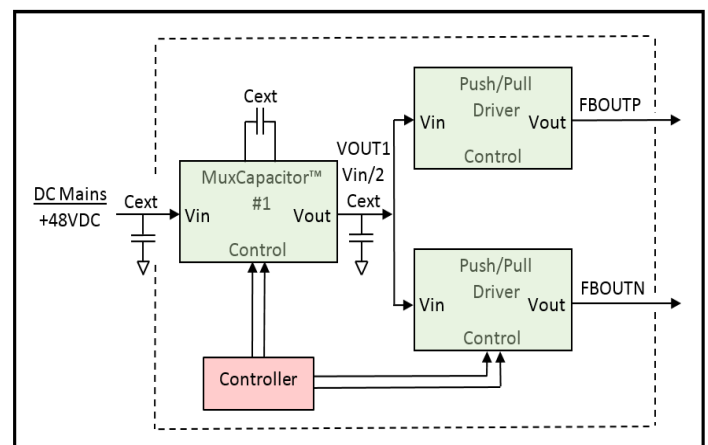 Push/Pull
Driver
Vin
Vout
Control
FBOUTP
Cext
VOUT1
Vin/2
Cext
MuxCapacitor™
#1
Vin
Vout
Control
DC Mains
+48VDC
Cext
Push/Pull
Driver
Vin
Vout
Control
FBOUTN
Controller